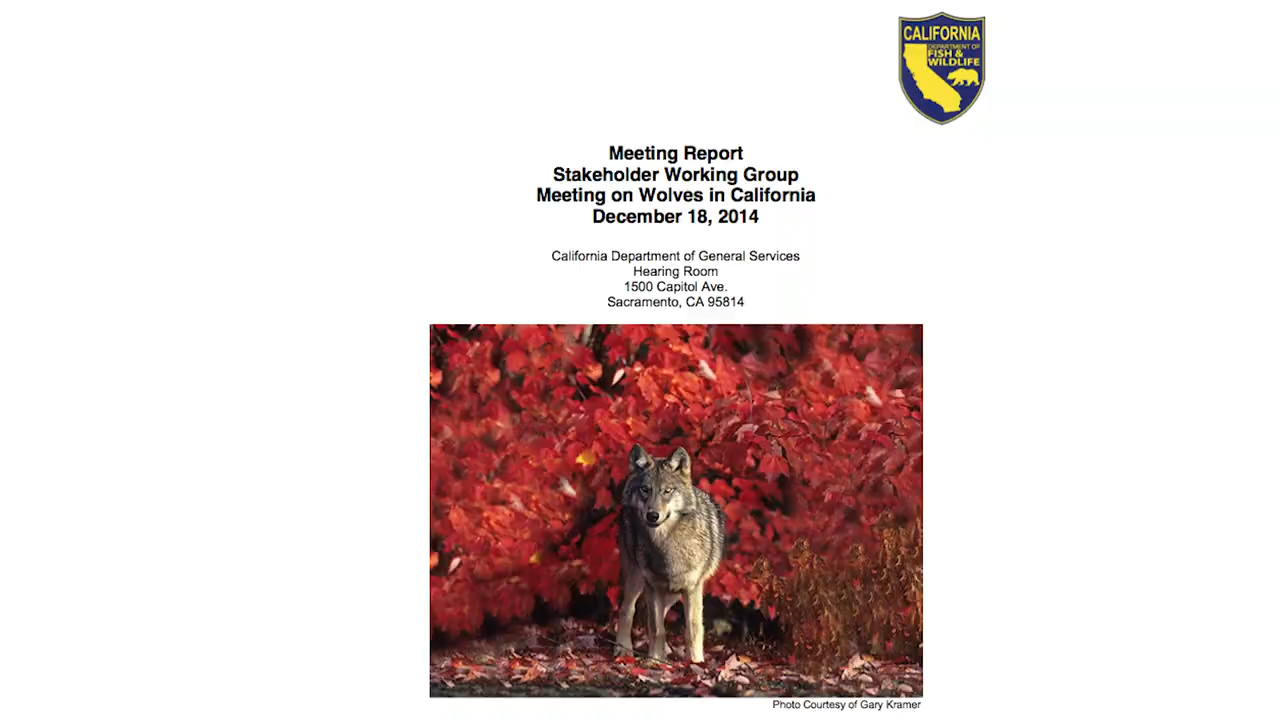 CALIFORNIA
DEPARTMENT OF
FISH &
WILDLIFE
Meeting Report
Stakeholder Working Group
Meeting on Wolves in California
December 18, 2014
California Department of General Services
Hearing Room
1500 Capitol Ave.
Sacramento, CA 95814
Photo Courtesy of Gary Kramer